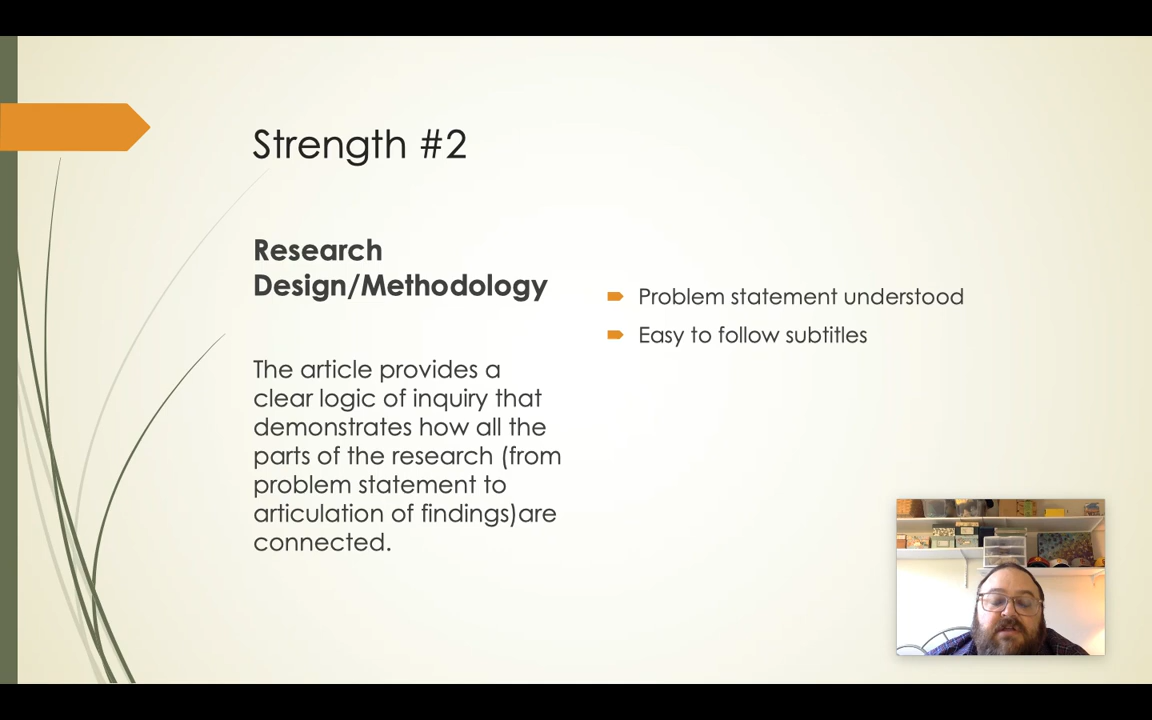 Strength #2
Research
Design/Methodology
The article provides a
clear logic of inquiry that
demonstrates how all the
parts of the research (from
problem statement to
articulation of findings)are
connected.
Problem statement understood
Easy to follow subtitles